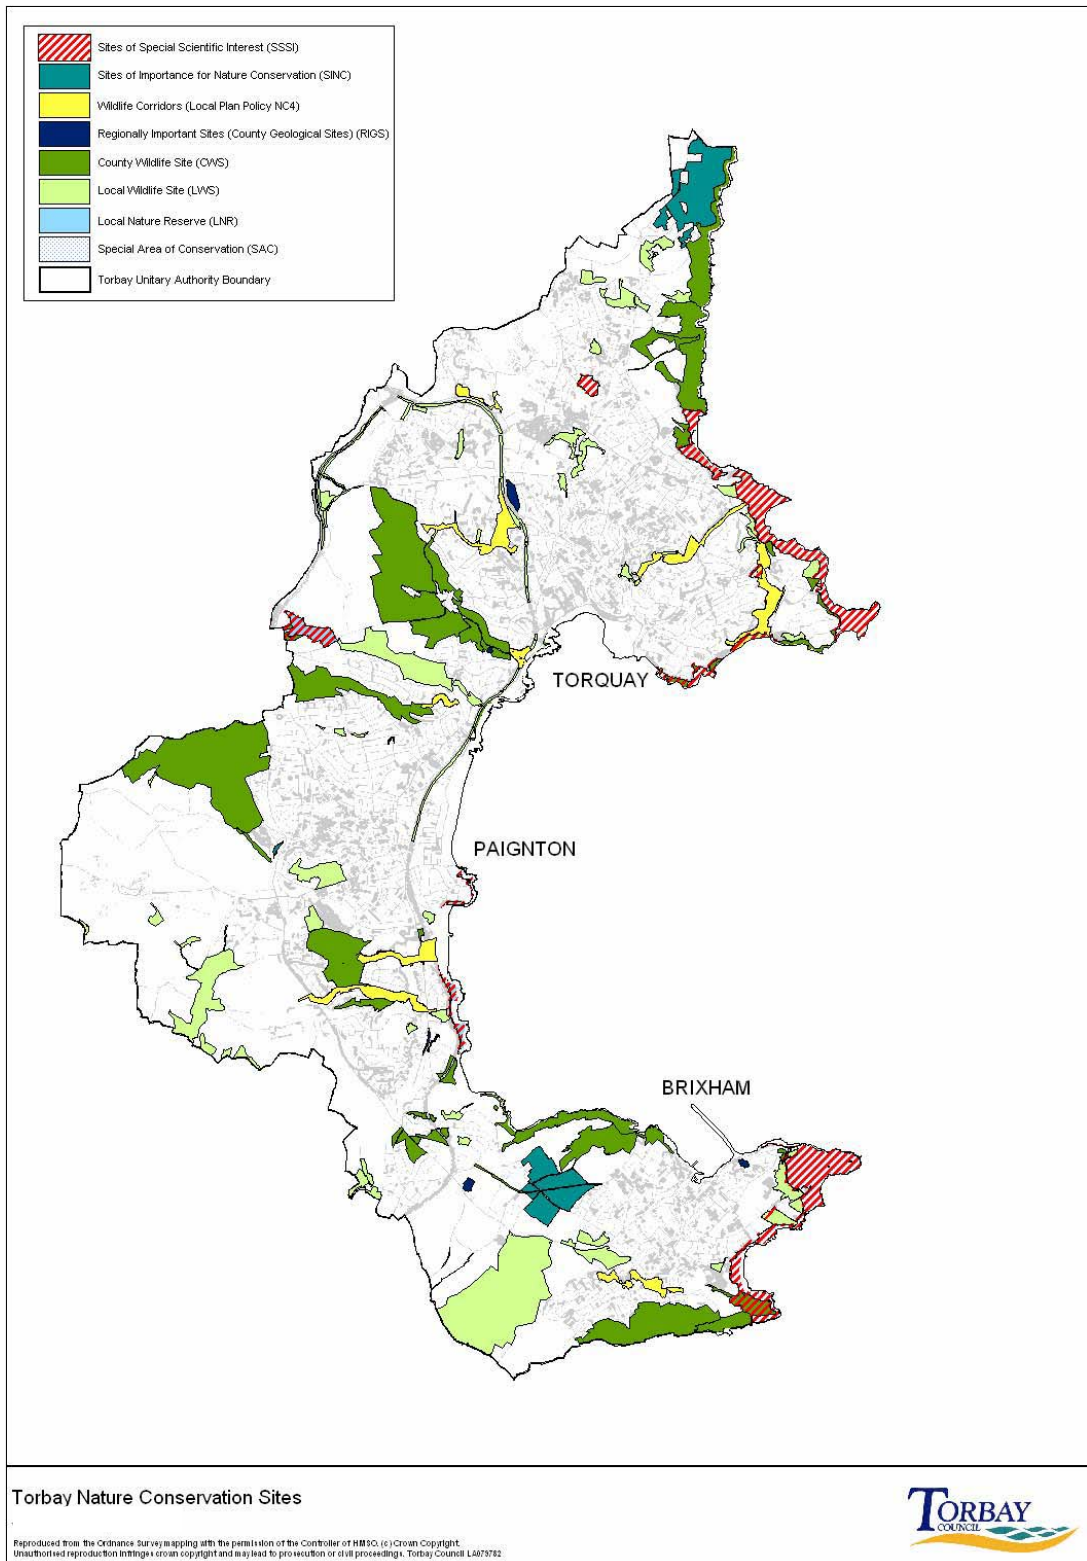 Sites of Special Scientific Interest (SSSI)
Sites of Importance for Nature Conservation (SINC)
Wildlife Corridors (Local Plan Policy NC4)
Regionally Important Sites (County Geological Sites) (RIGS)
County Wildlife Site (CWS)
Local Wildlife Site (LWS)
Local Nature Reserve (LNR)
Special Area of Conservation (SAC)
Torbay Unitary Authority Boundary
TORQUAY
PAIGNTON
BRIXHAM
Torbay Nature Conservation Sites
.
TORBAY
COUNCIL
Reproduced from the Ordnance Survey mapping with the permission of the Controller of HMSO. (c) Crown Copyright.
Unauthorised reproduction infringes crown copyright and may lead to prosecution or civil proceedings. Torbay Council LA079782